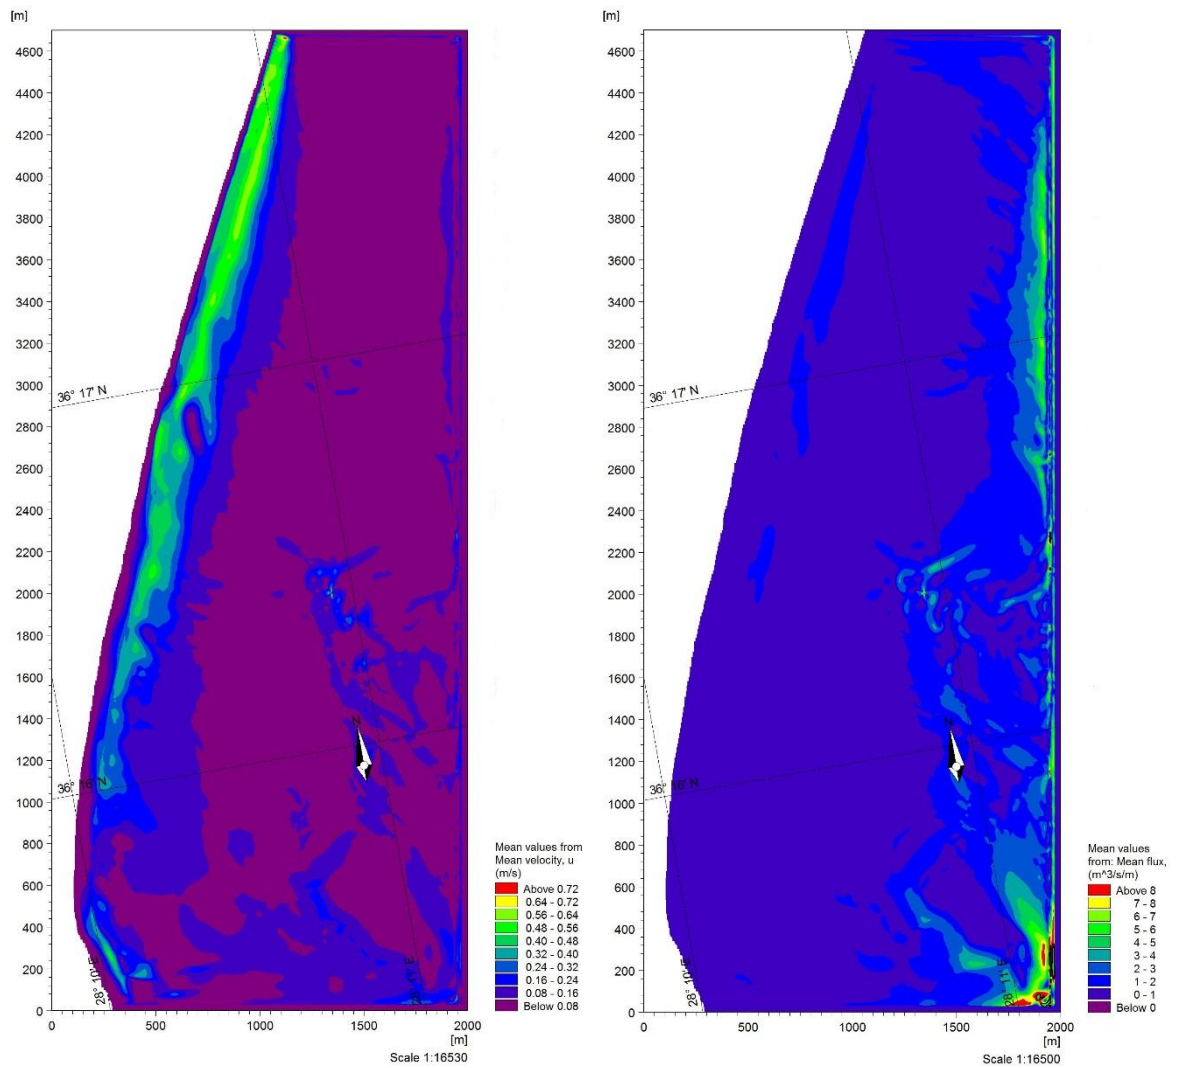 [m]
4600
4400
4200
4000
3800
3600
3400
3200
3000
2800
2600
2400
2200
2000
1800
1600
1400
1200
1000
800
600
400
200
0
36° 17' N
36° 16' N
28° 10' E
28° 11' E
N
0 500 1000 1500 2000
[m]
Scale 1:16530
Mean values from
Mean velocity, u
(m/s)
Above 0.72
0.64 - 0.72
0.56 - 0.64
0.48 - 0.56
0.40 - 0.48
0.32 - 0.40
0.24 - 0.32
0.16 - 0.24
0.08 - 0.16
Below 0.08
[m]
4600
4400
4200
4000
3800
3600
3400
3200
3000
2800
2600
2400
2200
2000
1800
1600
1400
1200
1000
800
600
400
200
0
36° 17' N
36° 16' N
28° 10' E
28° 11' E
N
0 500 1000 1500 2000
[m]
Scale 1:16500
Mean values
from: Mean flux,
(m^3/s/m)
Above 8
7 - 8
6 - 7
5 - 6
4 - 5
3 - 4
2 - 3
1 - 2
0 - 1
Below 0